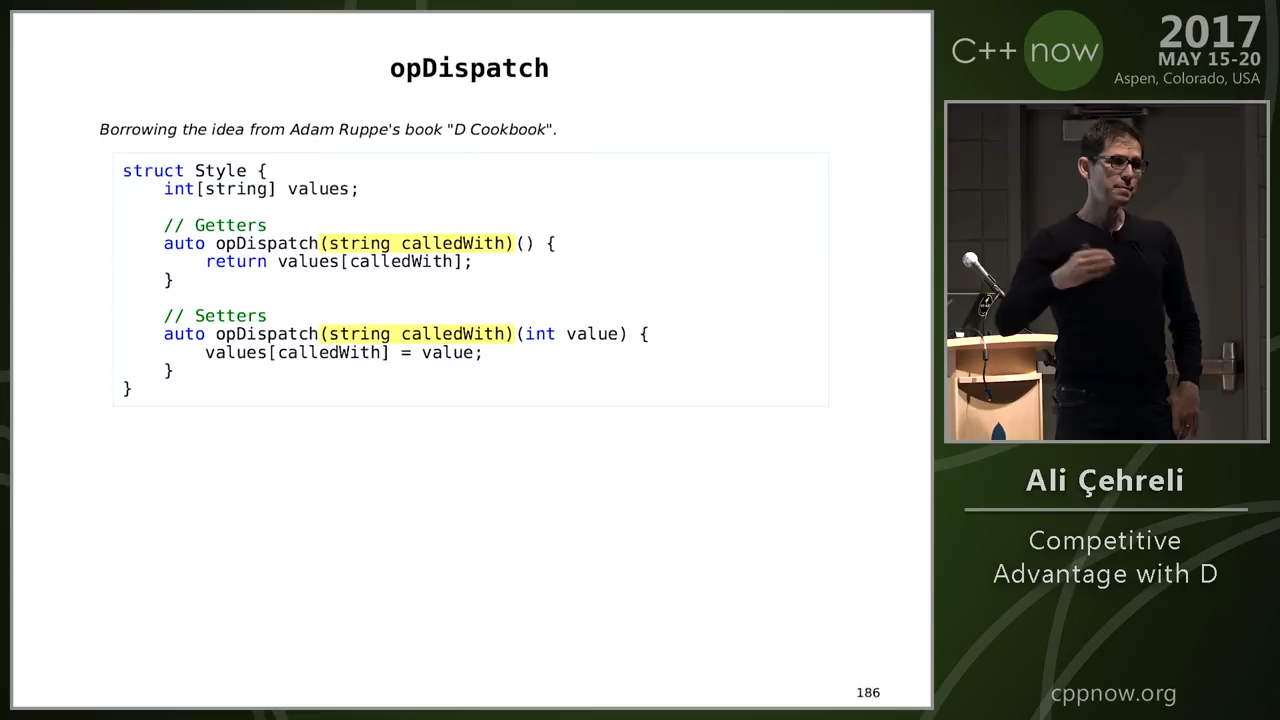 opDispatch
Borrowing the idea from Adam Ruppe's book "D Cookbook".
struct Style {
    int[string] values;
    // Getters
    auto opDispatch(string calledWith)() {
        return values[calledWith];
    }
    // Setters
    auto opDispatch(string calledWith)(int value) {
        values[calledWith] = value;
    }
}
186
C++ now
2017
MAY 15-20
Aspen, Colorado, USA
Ali Çehreli
Competitive
Advantage with D
cppnow.org